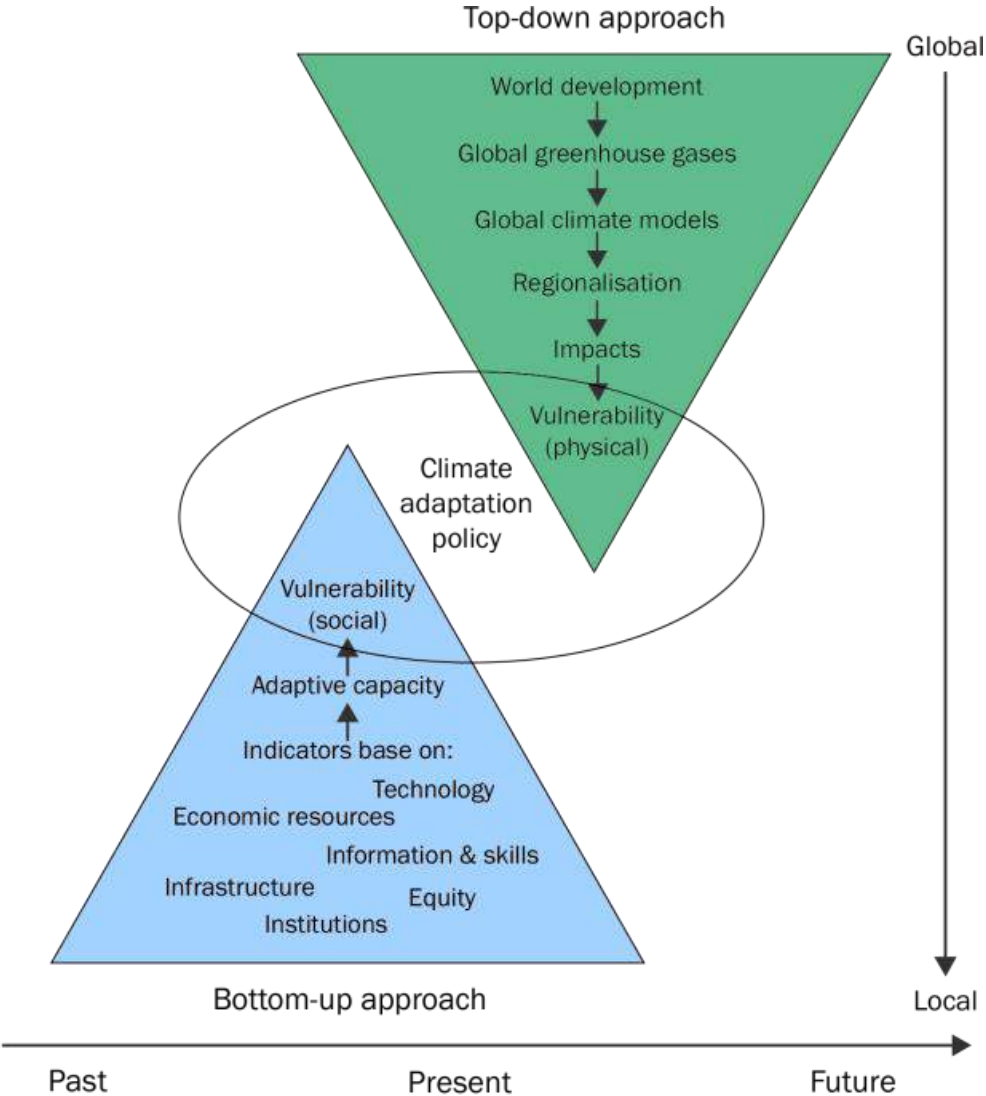 Top-down approach
Global
World development
Global greenhouse gases
Global climate models
Regionalisation
Impacts
Vulnerability
(physical)
Climate
adaptation
policy
Vulnerability
(social)
Adaptive capacity
Indicators base on:
Technology
Economic resources
Information & skills
Infrastructure
Equity
Institutions
Bottom-up approach
Local
Past
Present
Future